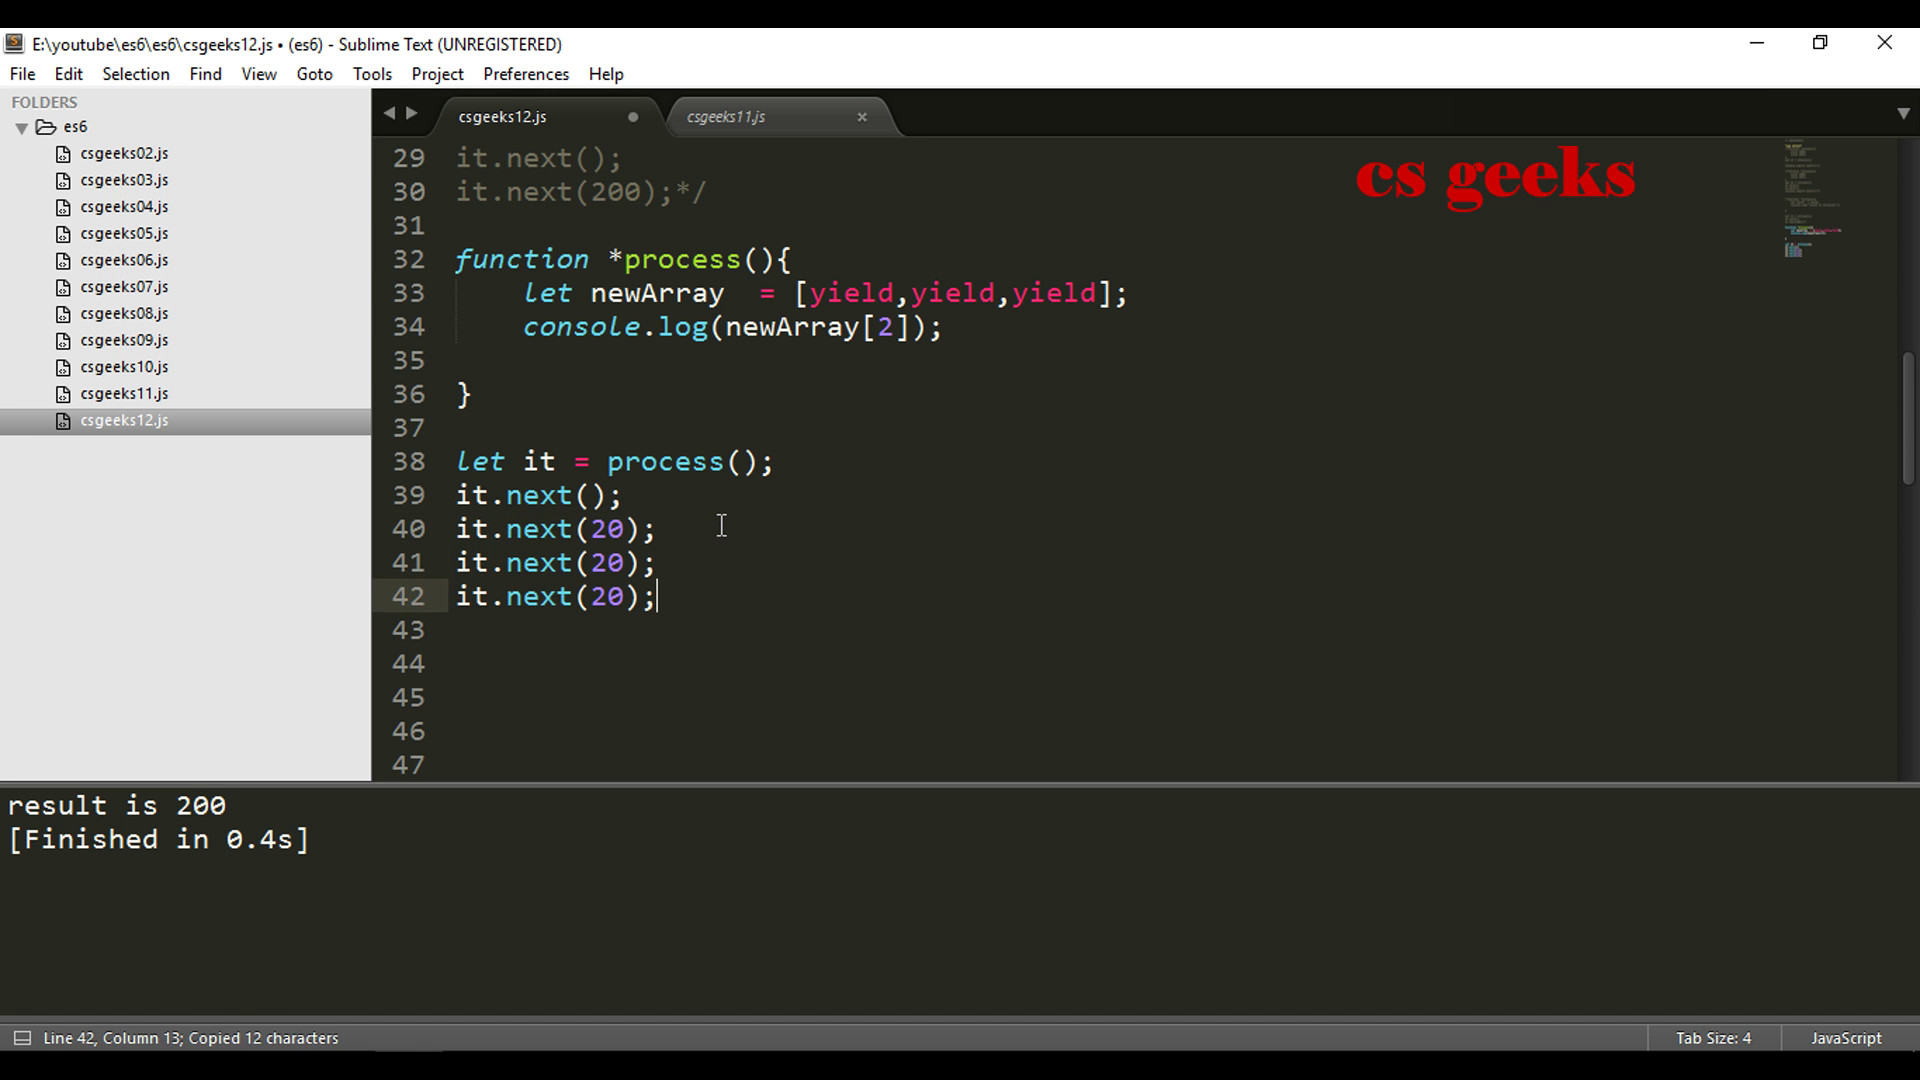 E:\youtube\es6\es6\csgeeks12.js • (es6) - Sublime Text (UNREGISTERED)
File Edit Selection Find View Goto Tools Project Preferences Help
FOLDERS
es6
csgeeks02.js
csgeeks03.js
csgeeks04.js
csgeeks05.js
csgeeks06.js
csgeeks07.js
csgeeks08.js
csgeeks09.js
csgeeks10.js
csgeeks11.js
csgeeks12.js
csgeeks12.js csgeeks11.js
cs geeks
29 it.next();
30 it.next(200);*/
31
32 function *process(){
33     let newArray  = [yield,yield,yield];
34     console.log(newArray[2]);
35
36 }
37
38 let it = process();
39 it.next();
40 it.next(20);
41 it.next(20);
42 it.next(20);
43
44
45
46
47
result is 200
[Finished in 0.4s]
Line 42, Column 13; Copied 12 characters Tab Size: 4 JavaScript